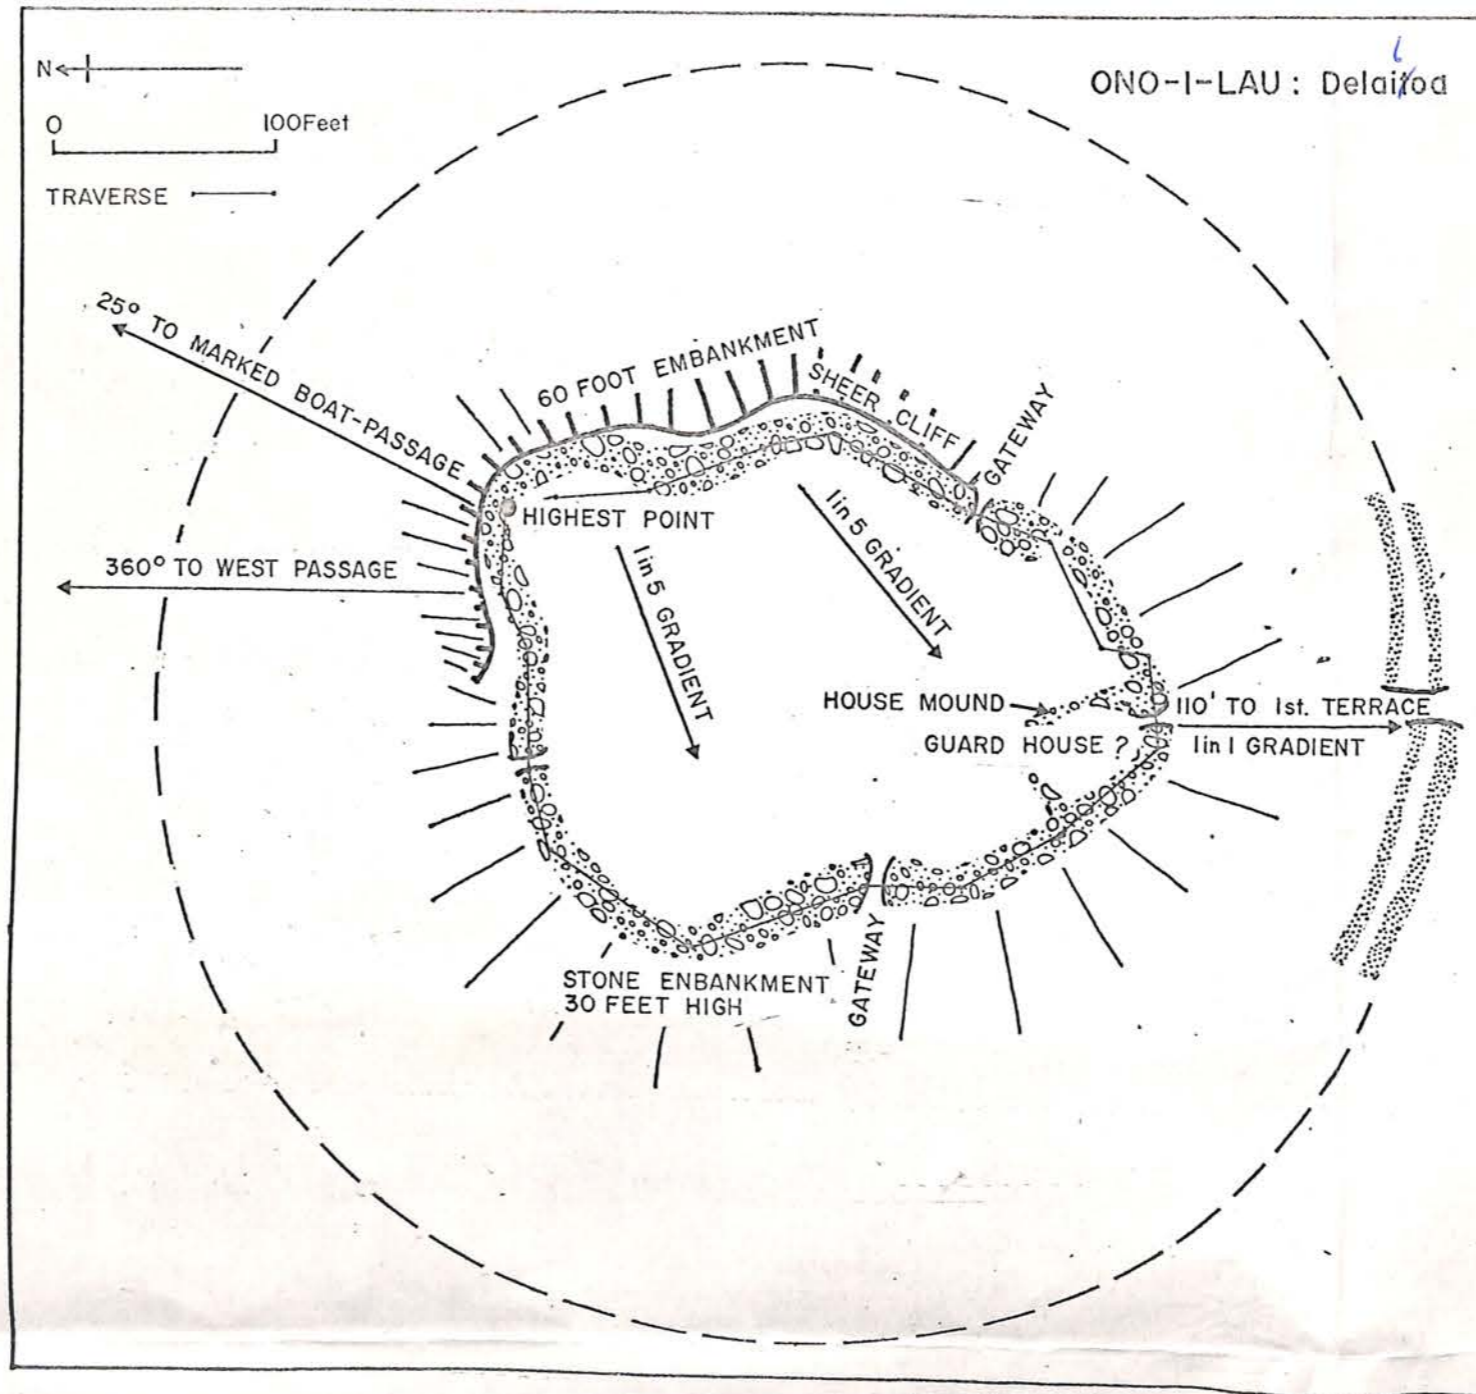 N
ONO-I-LAU: Delaitoa
0 100Feet
TRAVERSE
25° TO MARKED BOAT-PASSAGE
60 FOOT EMBANKMENT
SHEER CLIFF
GATEWAY
HIGHEST POINT
360° TO WEST PASSAGE
1 in 5 GRADIENT
1 in 5 GRADIENT
HOUSE MOUND
110' TO 1st. TERRACE
GUARD HOUSE ?
1 in 1 GRADIENT
STONE ENBANKMENT
30 FEET HIGH
GATEWAY